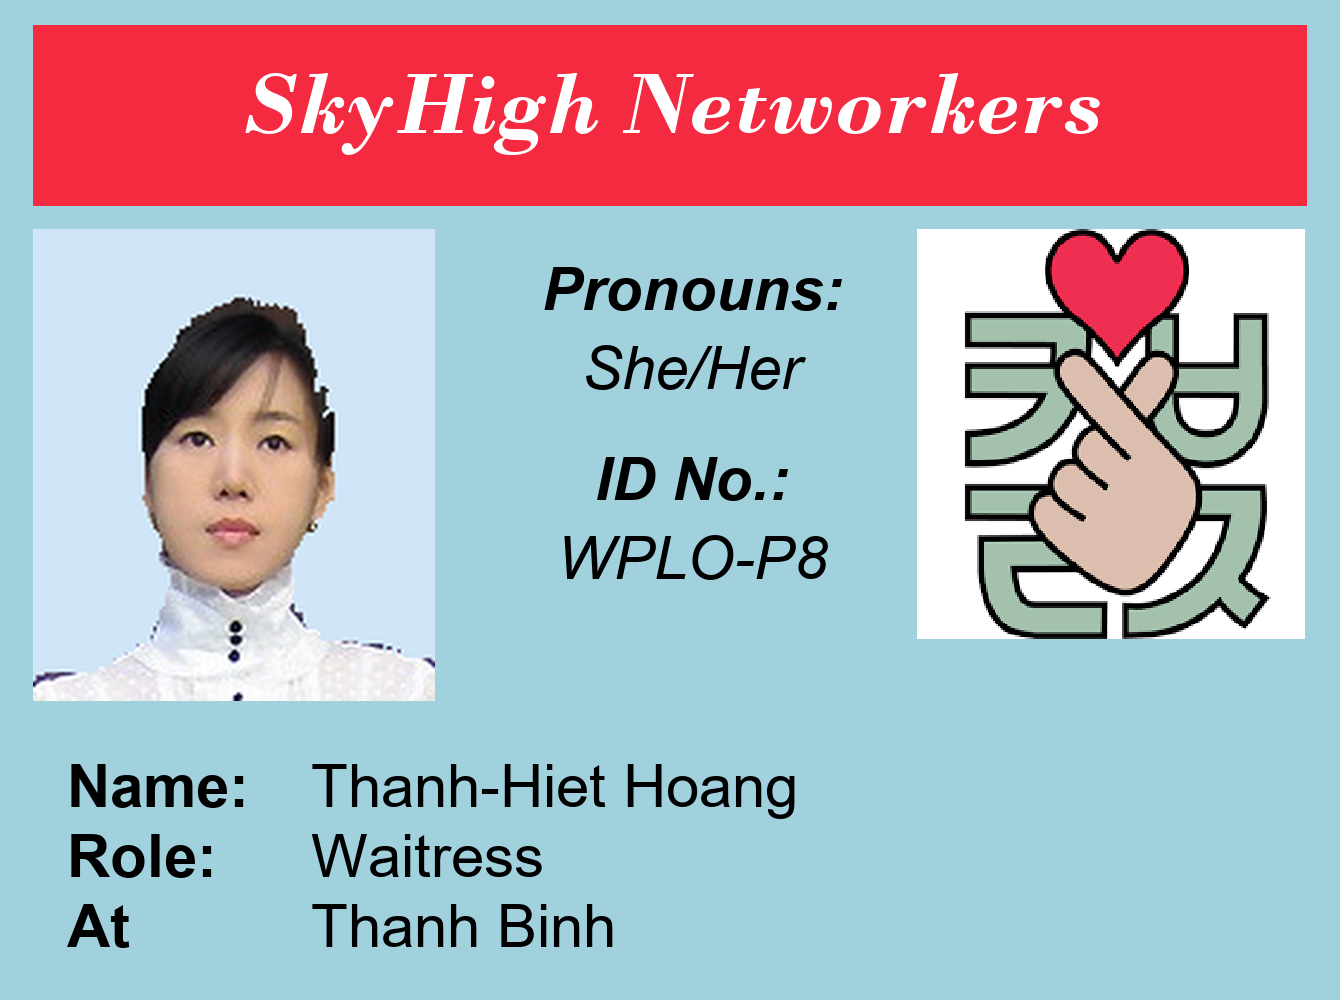 SkyHigh Networkers
Pronouns:
She/Her
ID No.:
WPLO-P8
Name: Thanh-Hiet Hoang
Role: Waitress
At Thanh Binh